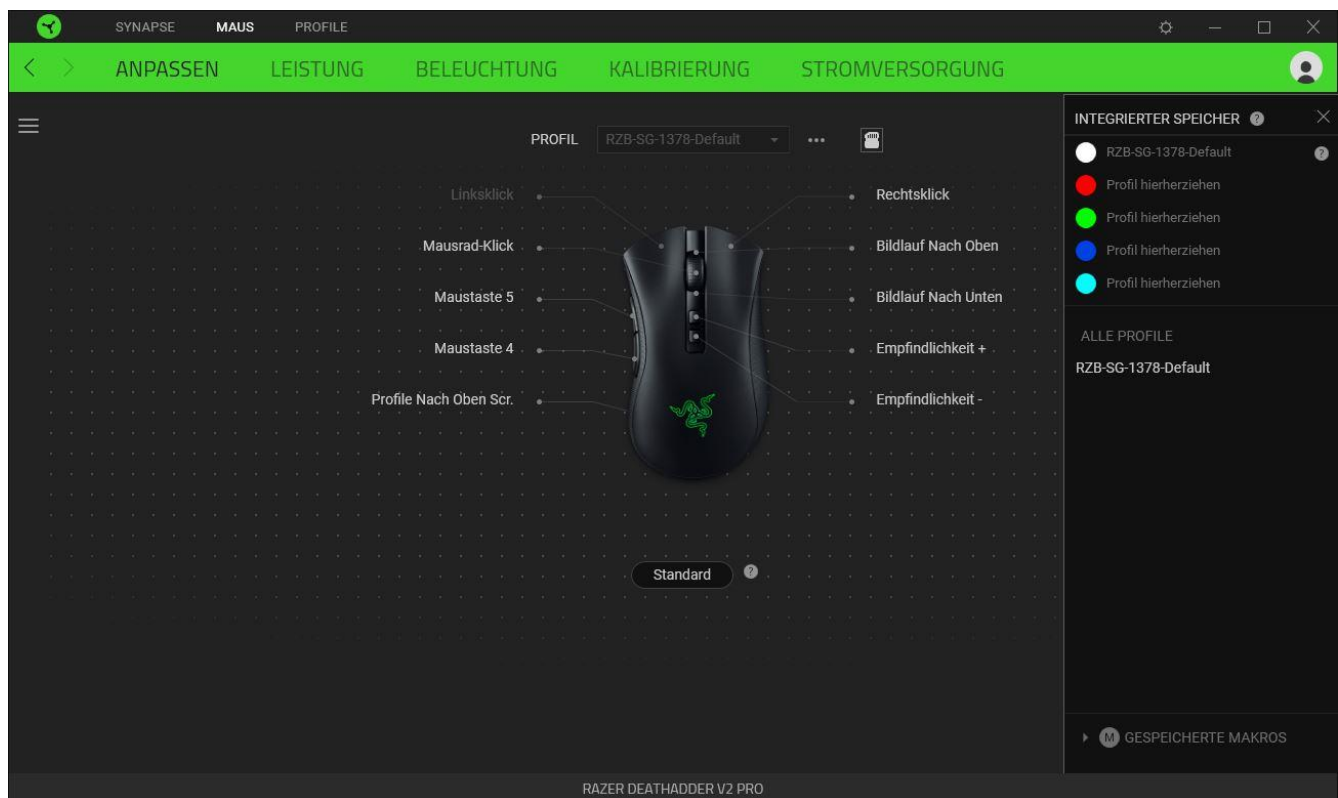 SYNAPSE MAUS PROFILE
ANPASSEN LEISTUNG BELEUCHTUNG KALIBRIERUNG STROMVERSORGUNG
PROFIL RZB-SG-1378-Default
Linksklick
Mausrad-Klick
Maustaste 5
Maustaste 4
Profile Nach Oben Scr.
Rechtsklick
Bildlauf Nach Oben
Bildlauf Nach Unten
Empfindlichkeit +
Empfindlichkeit -
Standard ?
INTEGRIERTER SPEICHER ?
RZB-SG-1378-Default ?
Profil hierherziehen
Profil hierherziehen
Profil hierherziehen
Profil hierherziehen
ALLE PROFILE
RZB-SG-1378-Default
M GESPEICHERTE MAKROS
RAZER DEATHADDER V2 PRO